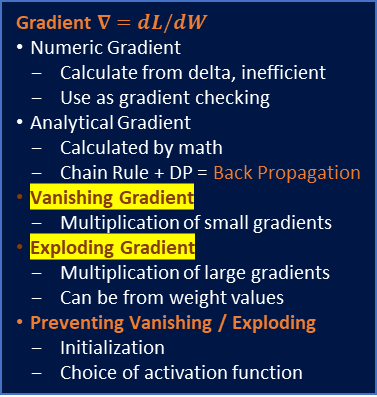 Gradient ∇ = dL/dW
• Numeric Gradient
– Calculate from delta, inefficient
– Use as gradient checking
• Analytical Gradient
– Calculated by math
– Chain Rule + DP = Back Propagation
• Vanishing Gradient
– Multiplication of small gradients
• Exploding Gradient
– Multiplication of large gradients
– Can be from weight values
• Preventing Vanishing / Exploding
– Initialization
– Choice of activation function